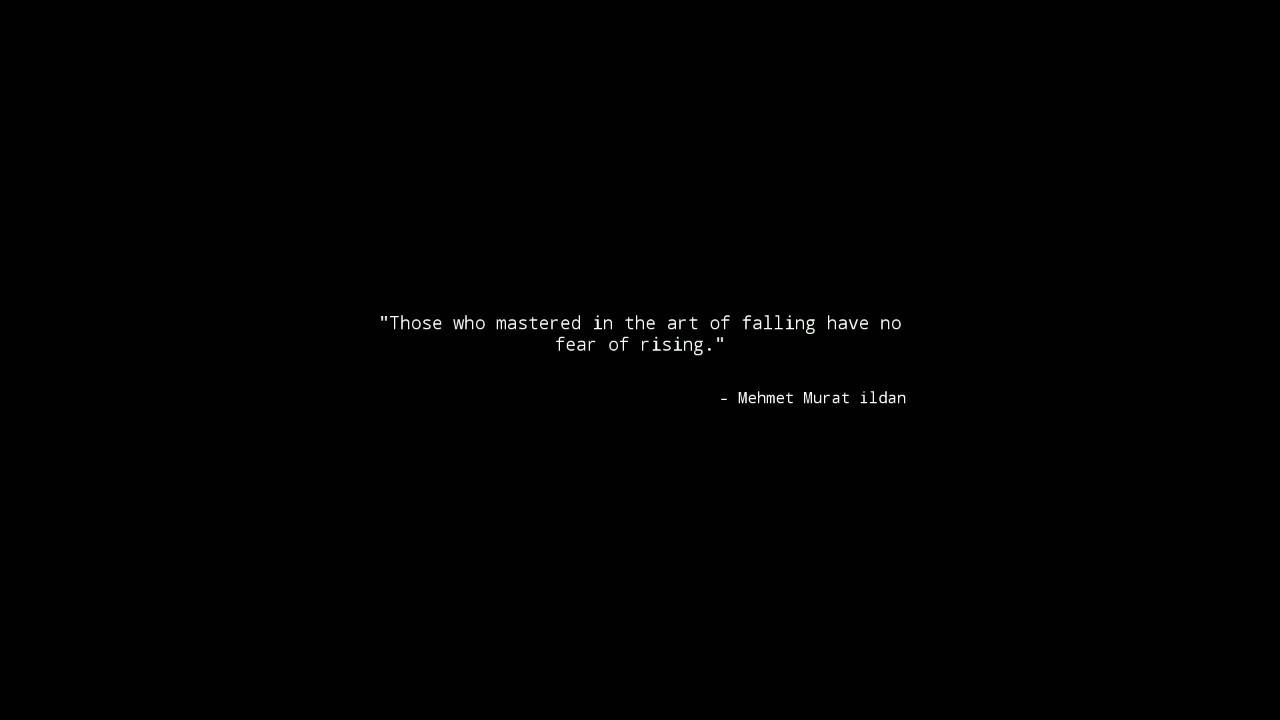 "Those who mastered in the art of falling have no
fear of rising."
- Mehmet Murat ildan